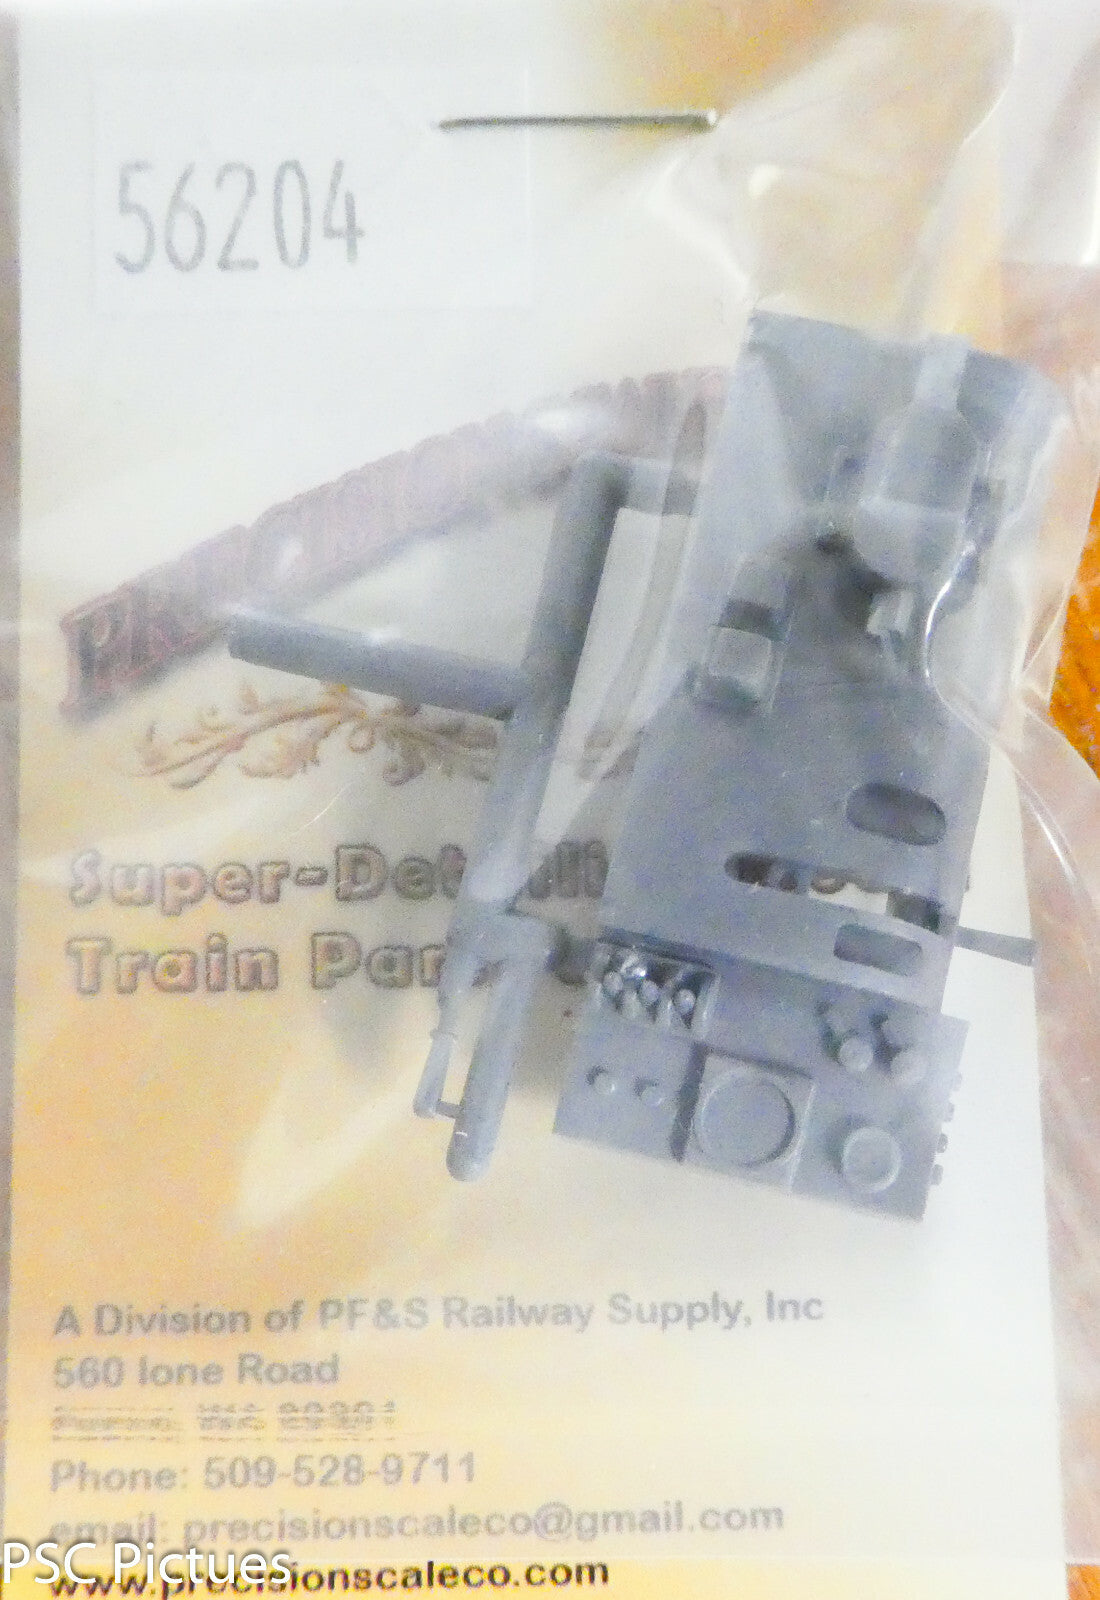 56204
Super-Detail
Train Par
A Division of PF&S Railway Supply, Inc
560 Ione Road
Phone: 509-528-9711
email: precisionscaleco@gmail.com
PSC Pictues
www.precisionscaleco.com